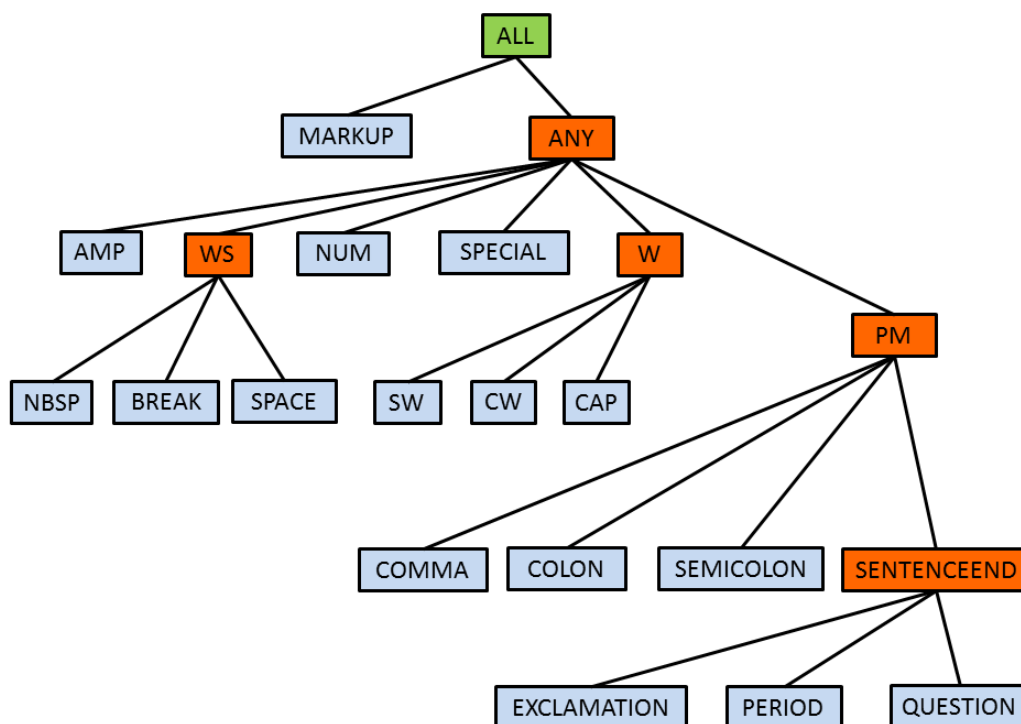 ALL
MARKUP
ANY
AMP
WS
NUM
SPECIAL
W
PM
NBSP
BREAK
SPACE
SW
CW
CAP
COMMA
COLON
SEMICOLON
SENTENCEEND
EXCLAMATION
PERIOD
QUESTION